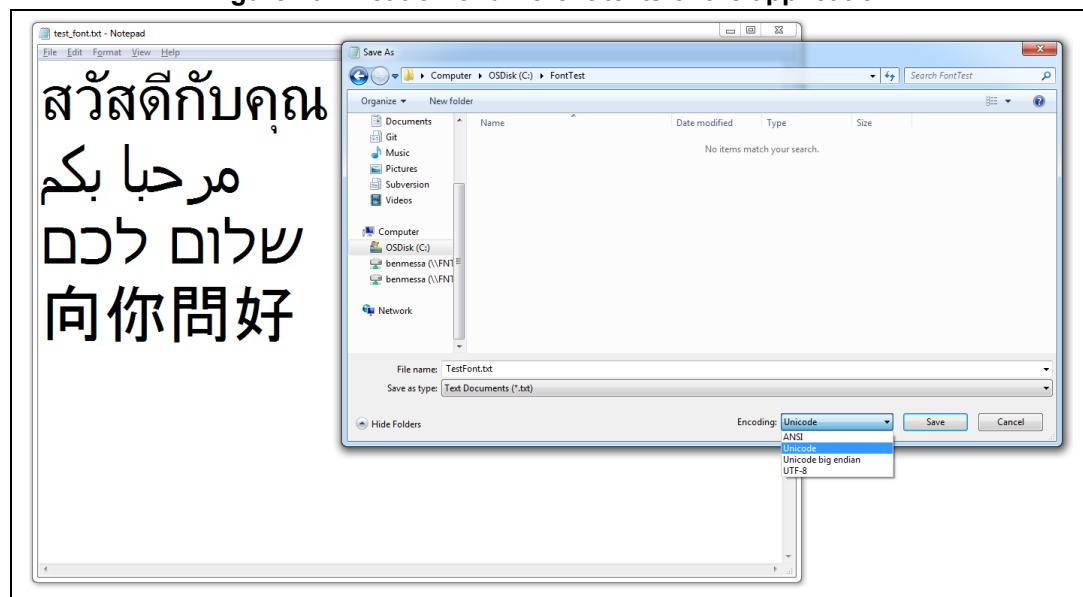 test_font.txt - Notepad
File Edit Format View Help
สวัสดีกับคุณ
مرحبا بكم
שלום לכם
向你問好
Save As
Computer OSDisk (C:) FontTest
Search FontTest
Organize New folder
Documents
Git
Music
Pictures
Subversion
Videos
Computer
OSDisk (C:)
benmessa (\\FNT
benmessa (\\FNT
Network
Name Date modified Type Size
No items match your search.
File name: TestFont.txt
Save as type: Text Documents (*.txt)
Hide Folders
Encoding: Unicode Save Cancel
ANSI
Unicode
Unicode big endian
UTF-8